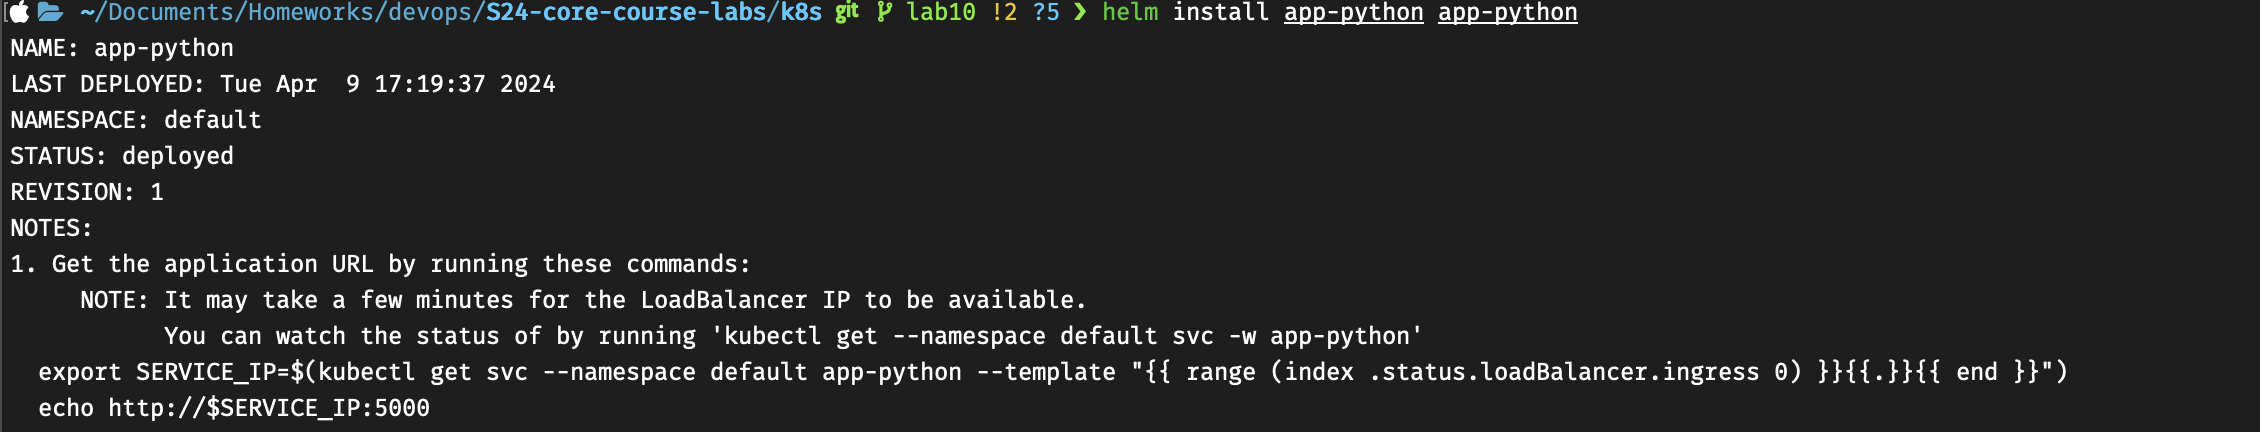 ~/Documents/Homeworks/devops/S24-core-course-labs/k8s git lab10 !2 ?5 ❯ helm install app-python app-python
NAME: app-python
LAST DEPLOYED: Tue Apr  9 17:19:37 2024
NAMESPACE: default
STATUS: deployed
REVISION: 1
NOTES:
1. Get the application URL by running these commands:
     NOTE: It may take a few minutes for the LoadBalancer IP to be available.
           You can watch the status of by running 'kubectl get --namespace default svc -w app-python'
  export SERVICE_IP=$(kubectl get svc --namespace default app-python --template "{{ range (index .status.loadBalancer.ingress 0) }}{{.}}{{ end }}")
  echo http://$SERVICE_IP:5000